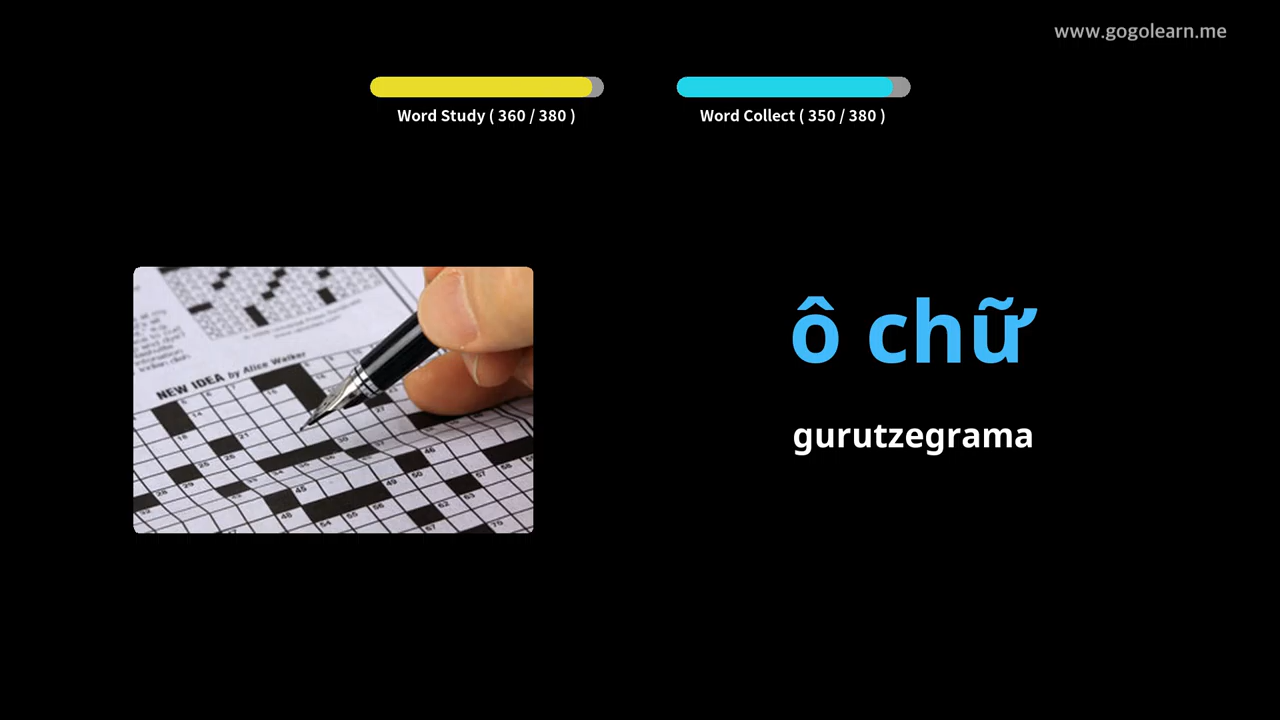 www.gogolearn.me
Word Study ( 360 / 380 )
Word Collect ( 350 / 380 )
NEW IDEA by Alice Walker
ô chữ
gurutzegrama